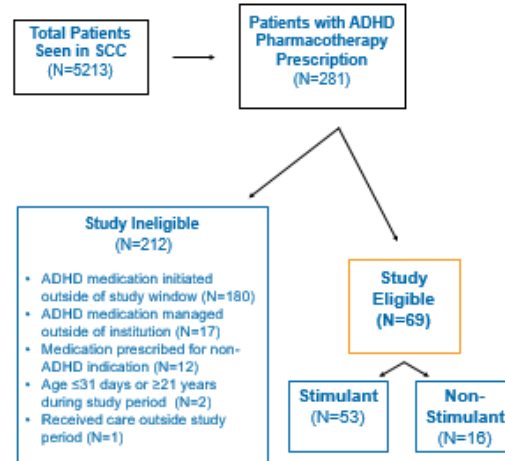 Total Patients
Seen in SCC
(N=5213)
Patients with ADHD
Pharmacotherapy
Prescription
(N=281)
Study Ineligible
(N=212)
• ADHD medication initiated
outside of study window (N=180)
• ADHD medication managed
outside of institution (N=17)
• Medication prescribed for non-
ADHD indication (N=12)
• Age ≤31 days or ≥21 years
during study period (N=2)
• Received care outside study
period (N=1)
Study
Eligible
(N=69)
Stimulant
(N=53)
Non-
Stimulant
(N=16)